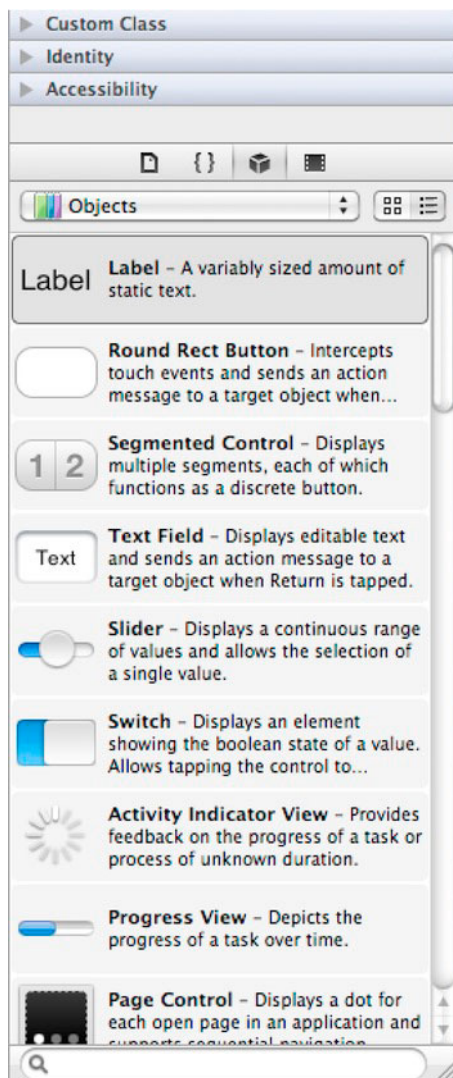 Custom Class
Identity
Accessibility
{ }
Objects
Label
Label – A variably sized amount of
static text.
Round Rect Button – Intercepts
touch events and sends an action
message to a target object when...
1 2
Segmented Control – Displays
multiple segments, each of which
functions as a discrete button.
Text
Text Field – Displays editable text
and sends an action message to a
target object when Return is tapped.
Slider – Displays a continuous range
of values and allows the selection of
a single value.
Switch – Displays an element
showing the boolean state of a value.
Allows tapping the control to...
Activity Indicator View – Provides
feedback on the progress of a task or
process of unknown duration.
Progress View – Depicts the
progress of a task over time.
Page Control – Displays a dot for
each open page in an application and
supports sequential navigation